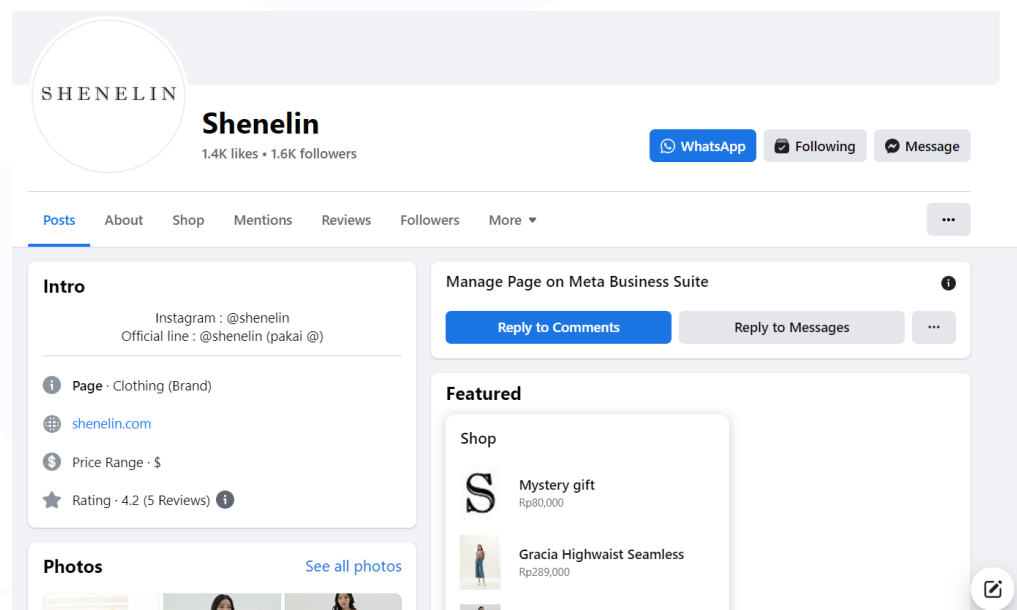 SHENELIN
Shenelin
1.4K likes • 1.6K followers
WhatsApp
Following
Message
Posts
About
Shop
Mentions
Reviews
Followers
More
Intro
Instagram : @shenelin
Official line : @shenelin (pakai @)
Page · Clothing (Brand)
shenelin.com
Price Range · $
Rating · 4.2 (5 Reviews)
Photos
See all photos
Manage Page on Meta Business Suite
Reply to Comments
Reply to Messages
Featured
Shop
S
Mystery gift
Rp80,000
Gracia Highwaist Seamless
Rp289,000